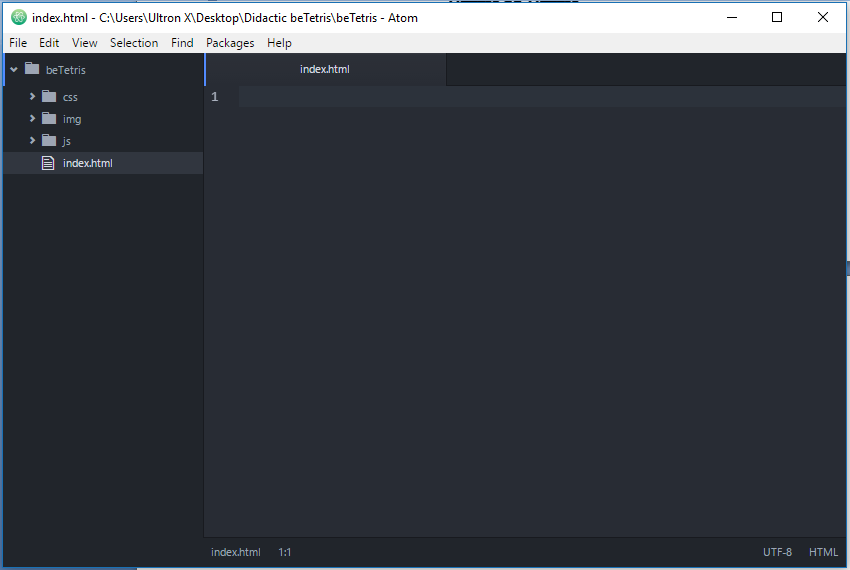 index.html - C:\Users\Ultron X\Desktop\Didactic beTetris\beTetris - Atom
File Edit View Selection Find Packages Help
beTetris
css
img
js
index.html
index.html
1
index.html 1:1 UTF-8 HTML